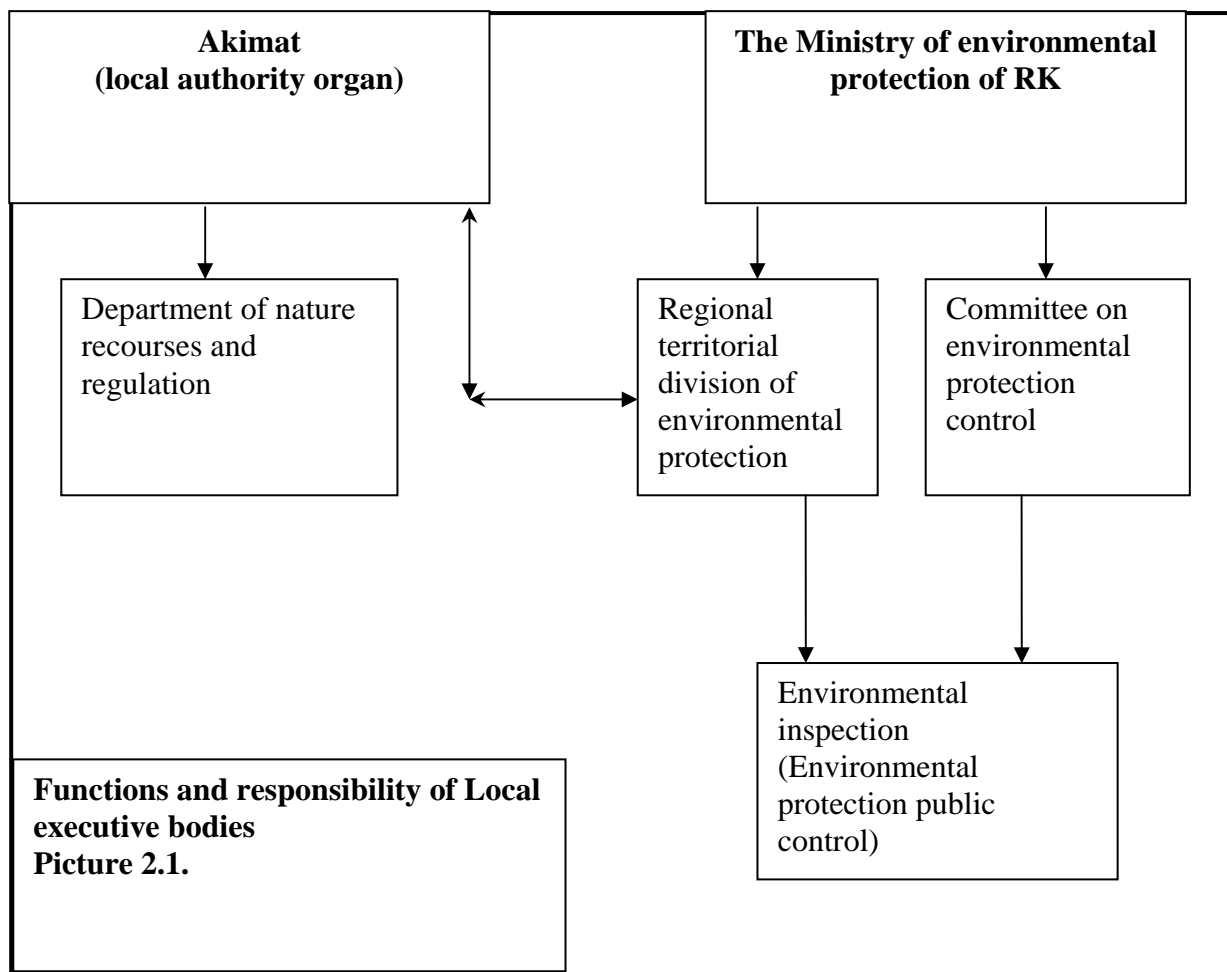 Akimat
(local authority organ)
The Ministry of environmental
protection of RK
Department of nature
recourses and
regulation
Regional
territorial
division of
environmental
protection
Committee on
environmental
protection
control
Environmental
inspection
(Environmental
protection public
control)
Functions and responsibility of Local
executive bodies
Picture 2.1.